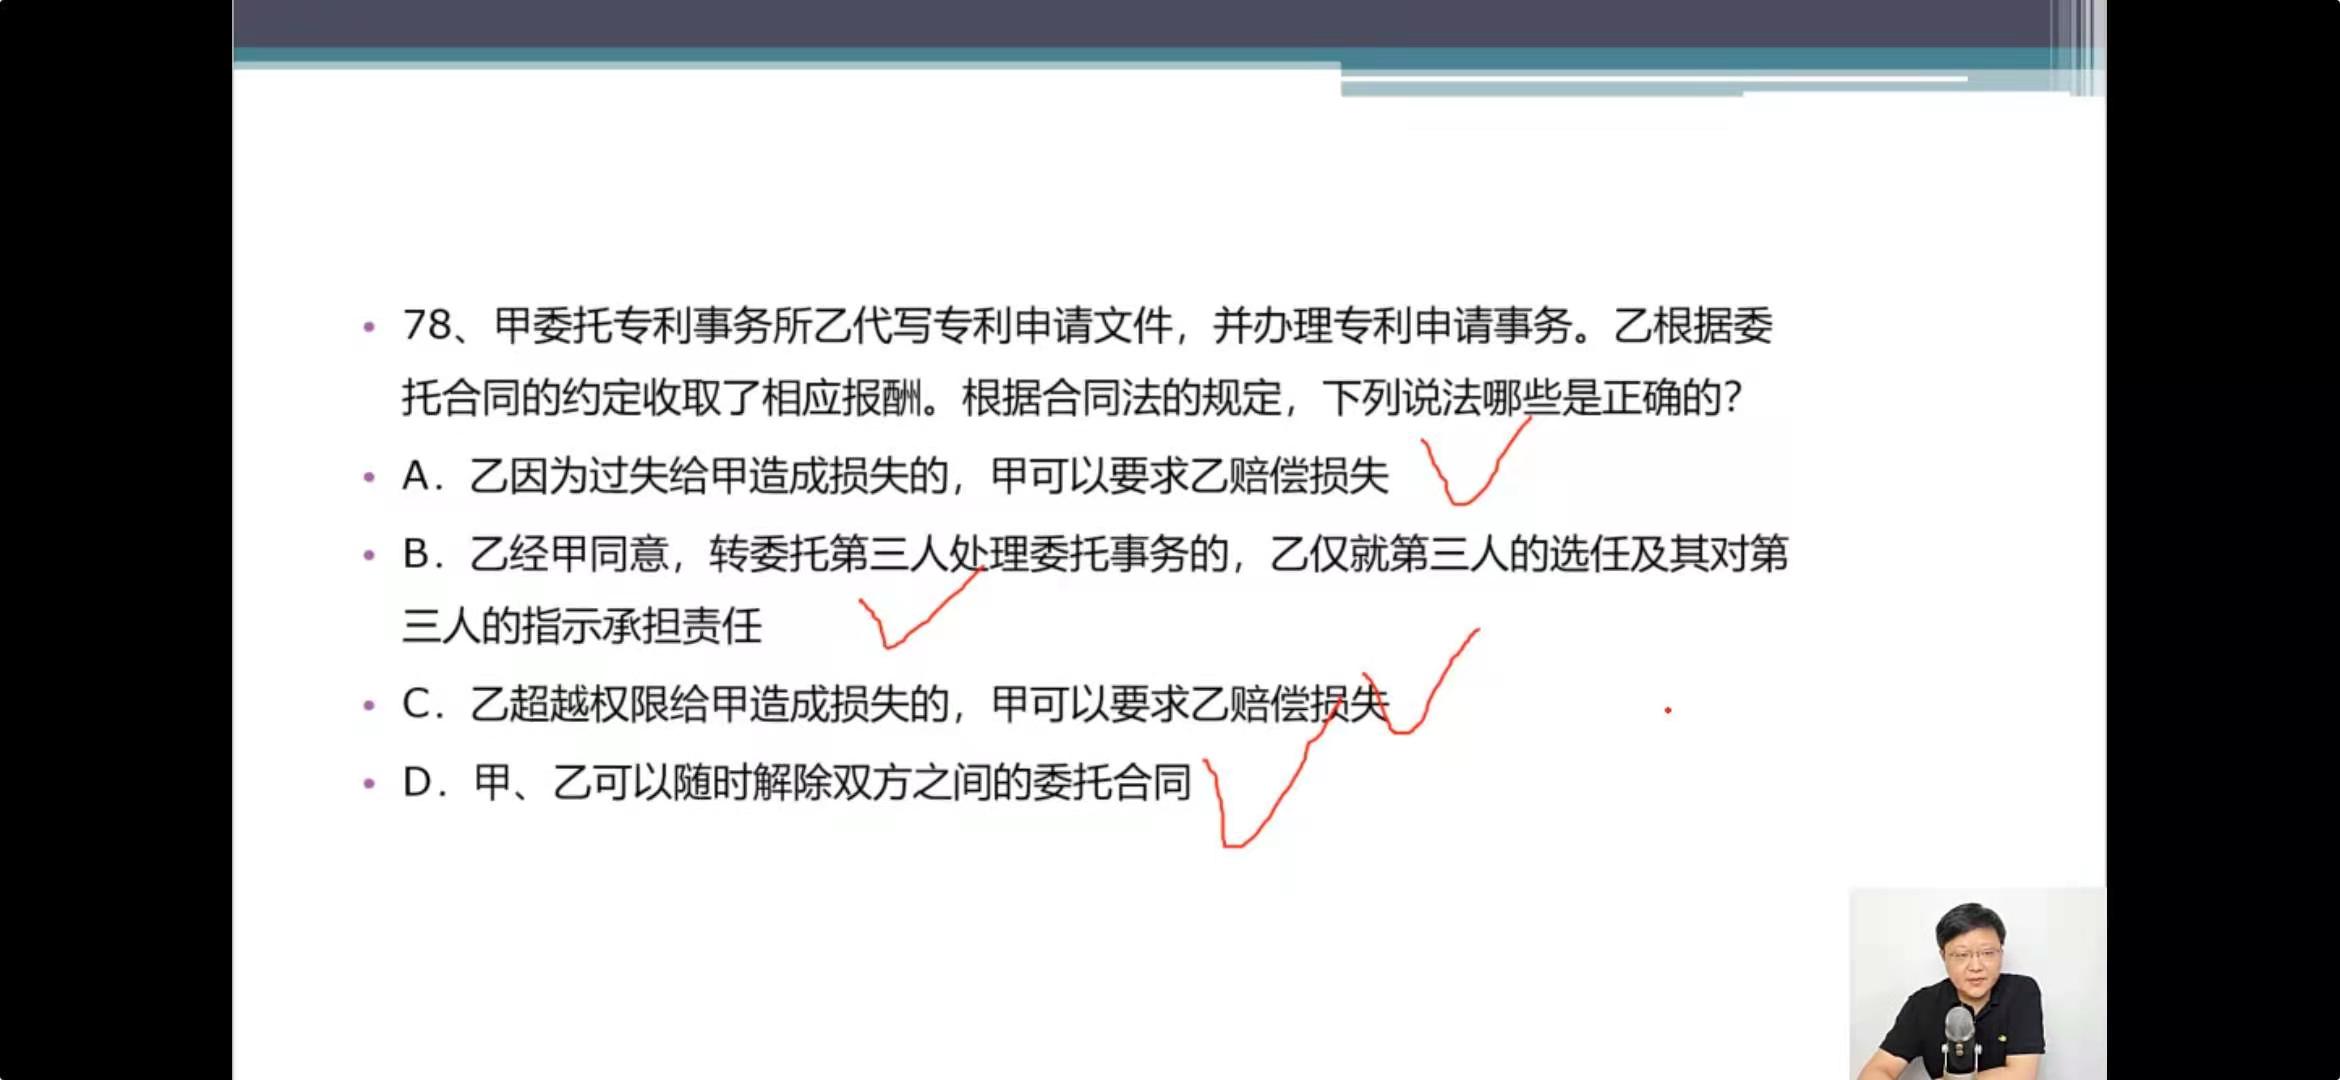 78、甲委托专利事务所乙代写专利申请文件，并办理专利申请事务。乙根据委
托合同的约定收取了相应报酬。根据合同法的规定，下列说法哪些是正确的？
A．乙因为过失给甲造成损失的，甲可以要求乙赔偿损失
B．乙经甲同意，转委托第三人处理委托事务的，乙仅就第三人的选任及其对第
三人的指示承担责任
C．乙超越权限给甲造成损失的，甲可以要求乙赔偿损失
D．甲、乙可以随时解除双方之间的委托合同